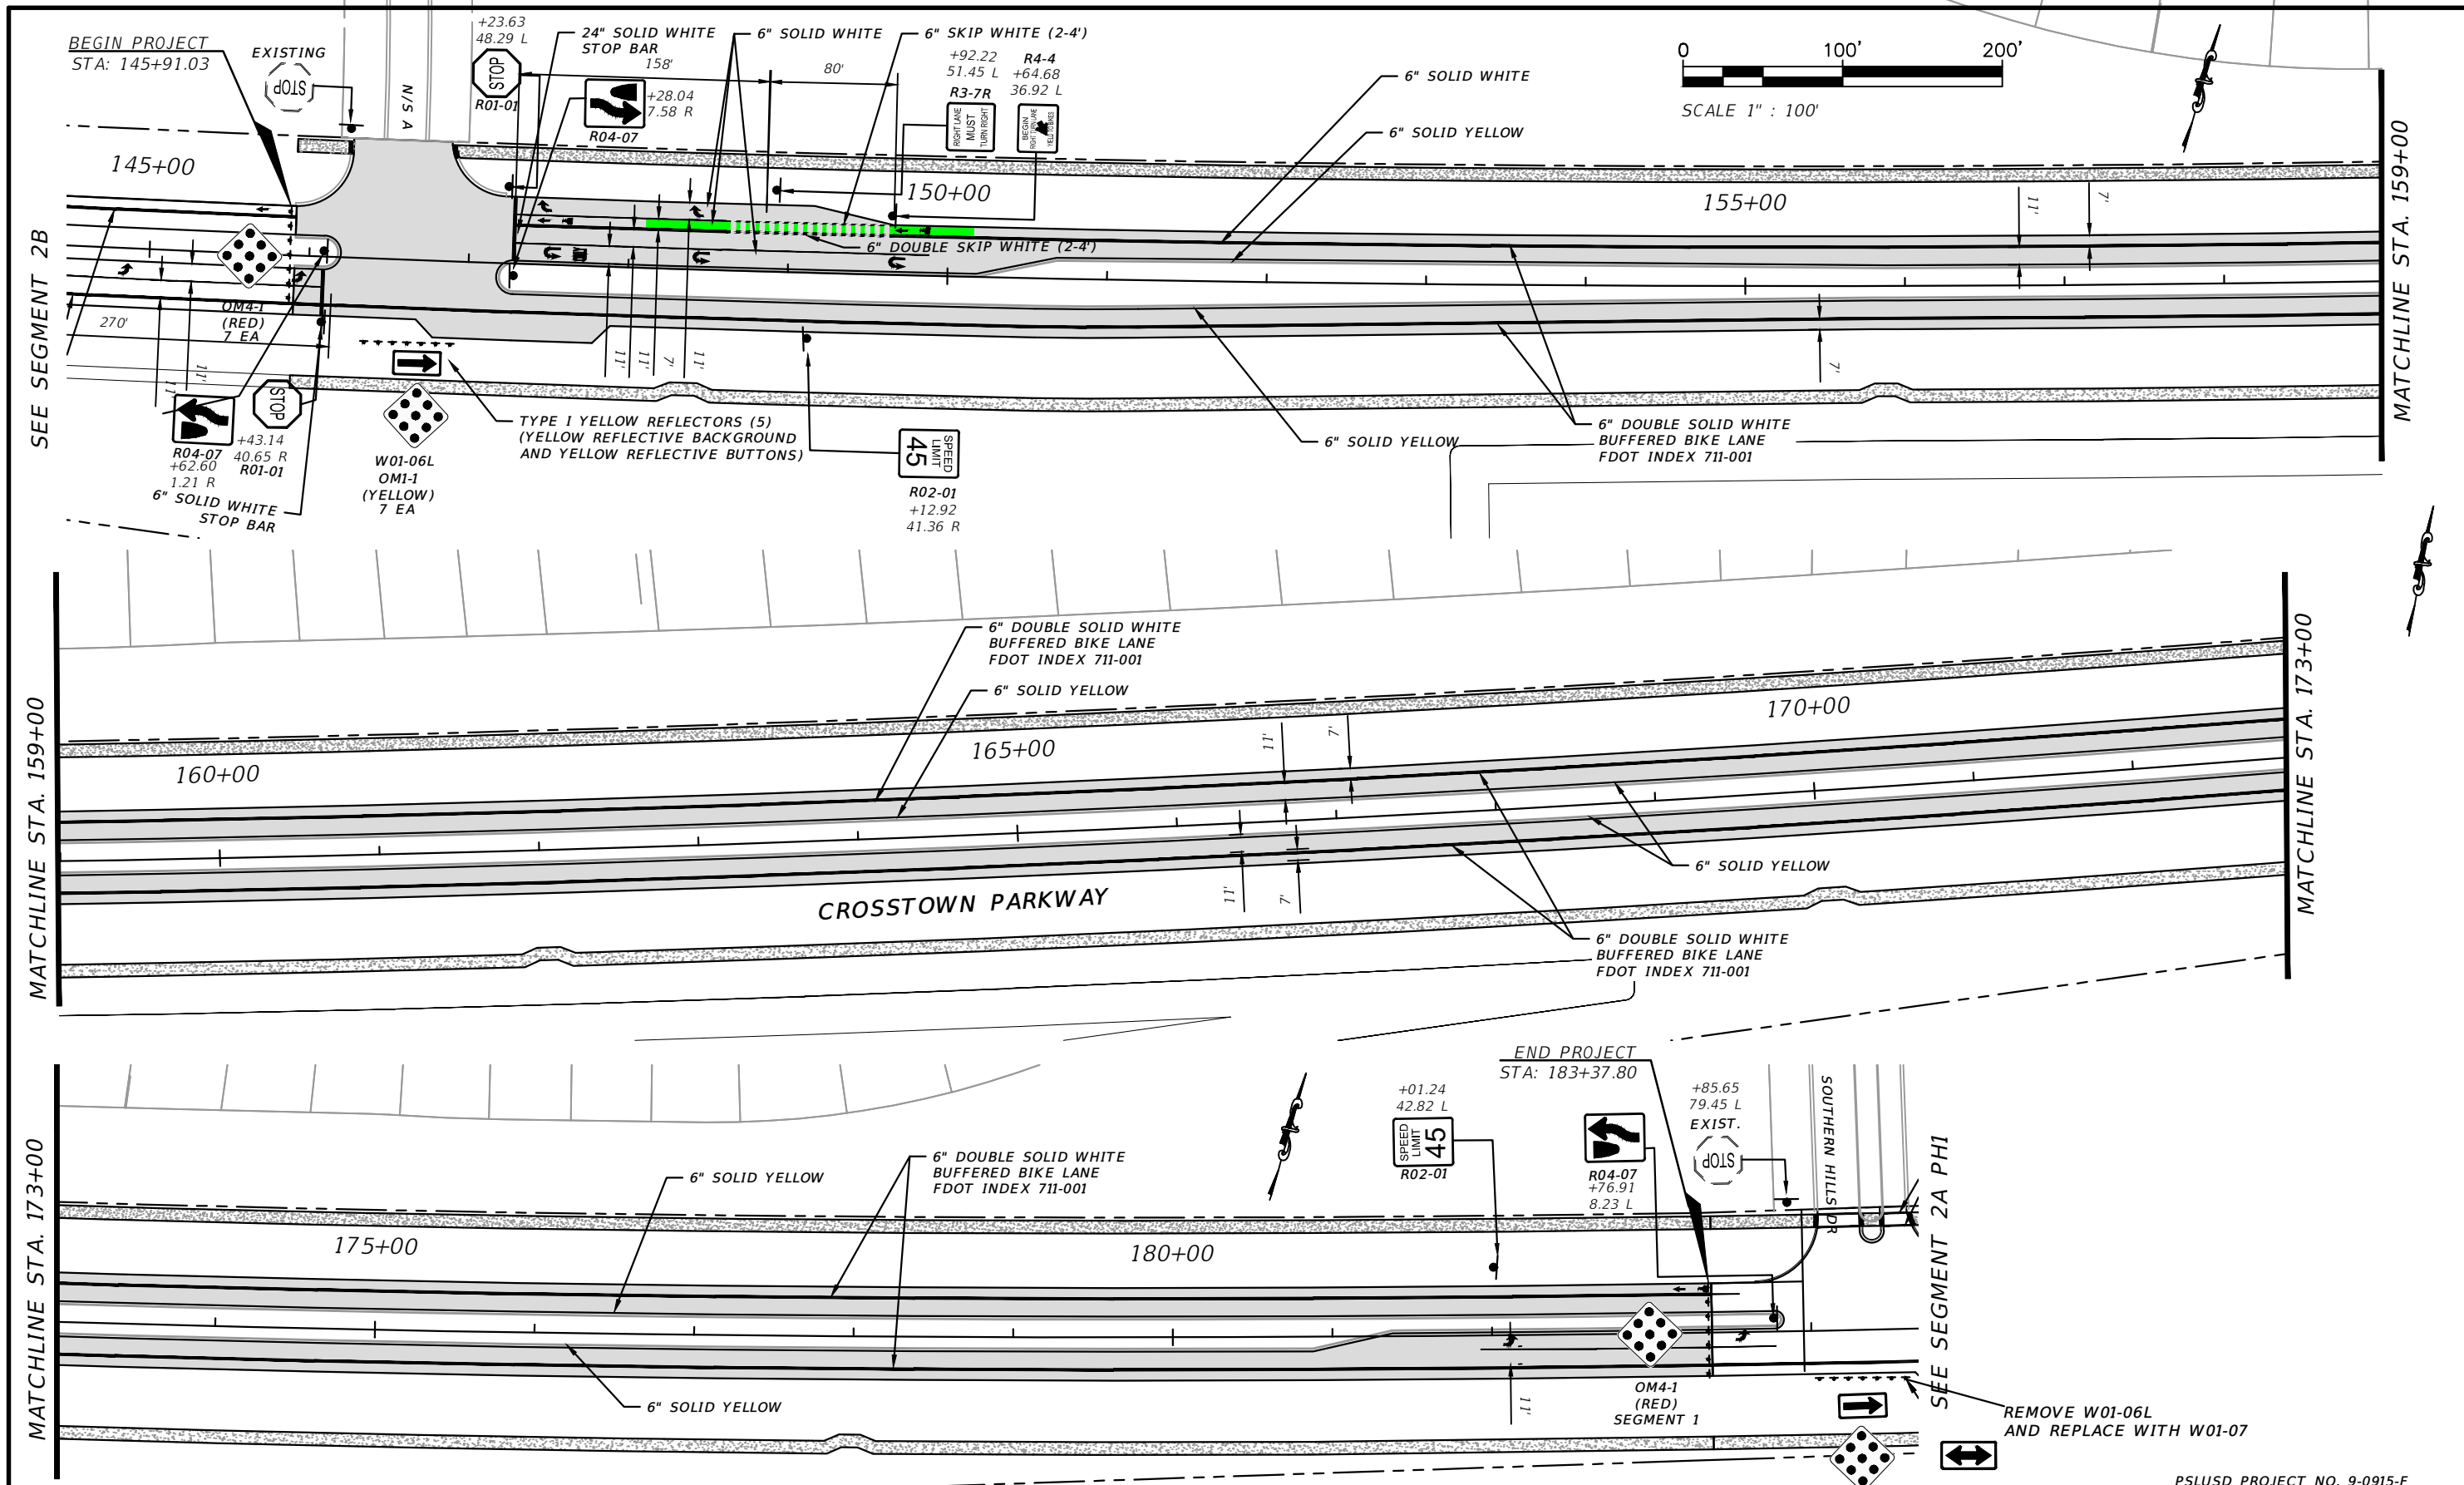 BEGIN PROJECT
STA: 145+91.03
EXISTING
STOP
N/S A
+23.63
48.29 L
STOP
R01-01
24" SOLID WHITE
STOP BAR
158'
+28.04
7.58 R
R04-07
6" SOLID WHITE
80'
6" SKIP WHITE (2-4')
+92.22
51.45 L
R3-7R
RIGHT LANE
MUST
TURN RIGHT
R4-4
+64.68
36.92 L
BEGIN
RIGHT TURN LANE
YIELD TO BIKES
6" SOLID WHITE
6" SOLID YELLOW
0
100'
200'
SCALE 1" : 100'
145+00
150+00
155+00
11'
7'
6" DOUBLE SKIP WHITE (2-4')
SEE SEGMENT 2B
MATCHLINE STA. 159+00
270'
OM4-1
(RED)
7 EA
11'
11'
11'
11'
7'
11'
7'
R04-07
+62.60
1.21 R
STOP
+43.14
40.65 R
R01-01
6" SOLID WHITE
STOP BAR
W01-06L
OM1-1
(YELLOW)
7 EA
TYPE I YELLOW REFLECTORS (5)
(YELLOW REFLECTIVE BACKGROUND
AND YELLOW REFLECTIVE BUTTONS)
SPEED
LIMIT
45
R02-01
+12.92
41.36 R
6" SOLID YELLOW
6" DOUBLE SOLID WHITE
BUFFERED BIKE LANE
FDOT INDEX 711-001
MATCHLINE STA. 159+00
6" DOUBLE SOLID WHITE
BUFFERED BIKE LANE
FDOT INDEX 711-001
6" SOLID YELLOW
160+00
165+00
170+00
11'
7'
11'
7'
CROSSTOWN PARKWAY
6" SOLID YELLOW
6" DOUBLE SOLID WHITE
BUFFERED BIKE LANE
FDOT INDEX 711-001
MATCHLINE STA. 173+00
MATCHLINE STA. 173+00
6" SOLID YELLOW
6" DOUBLE SOLID WHITE
BUFFERED BIKE LANE
FDOT INDEX 711-001
+01.24
42.82 L
SPEED
LIMIT
45
R02-01
END PROJECT
STA: 183+37.80
R04-07
+76.91
8.23 L
+85.65
79.45 L
EXIST.
STOP
SOUTHERN HILLS DR
SEE SEGMENT 2A PH1
175+00
180+00
6" SOLID YELLOW
11'
OM4-1
(RED)
SEGMENT 1
REMOVE W01-06L
AND REPLACE WITH W01-07
PSLUSD PROJECT NO. 9-0915-F